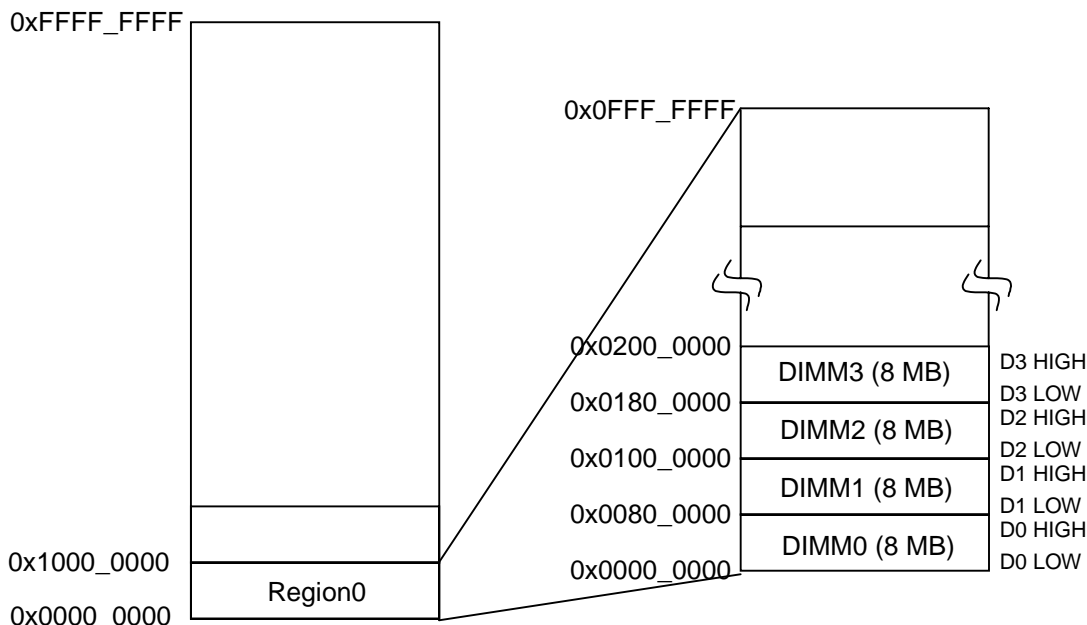 0xFFFF_FFFF
0x1000_0000
Region0
0x0000_0000
0x0FFF_FFFF
0x0200_0000
DIMM3 (8 MB)
D3 HIGH
D3 LOW
0x0180_0000
DIMM2 (8 MB)
D2 HIGH
D2 LOW
0x0100_0000
DIMM1 (8 MB)
D1 HIGH
D1 LOW
0x0080_0000
DIMM0 (8 MB)
D0 HIGH
D0 LOW
0x0000_0000